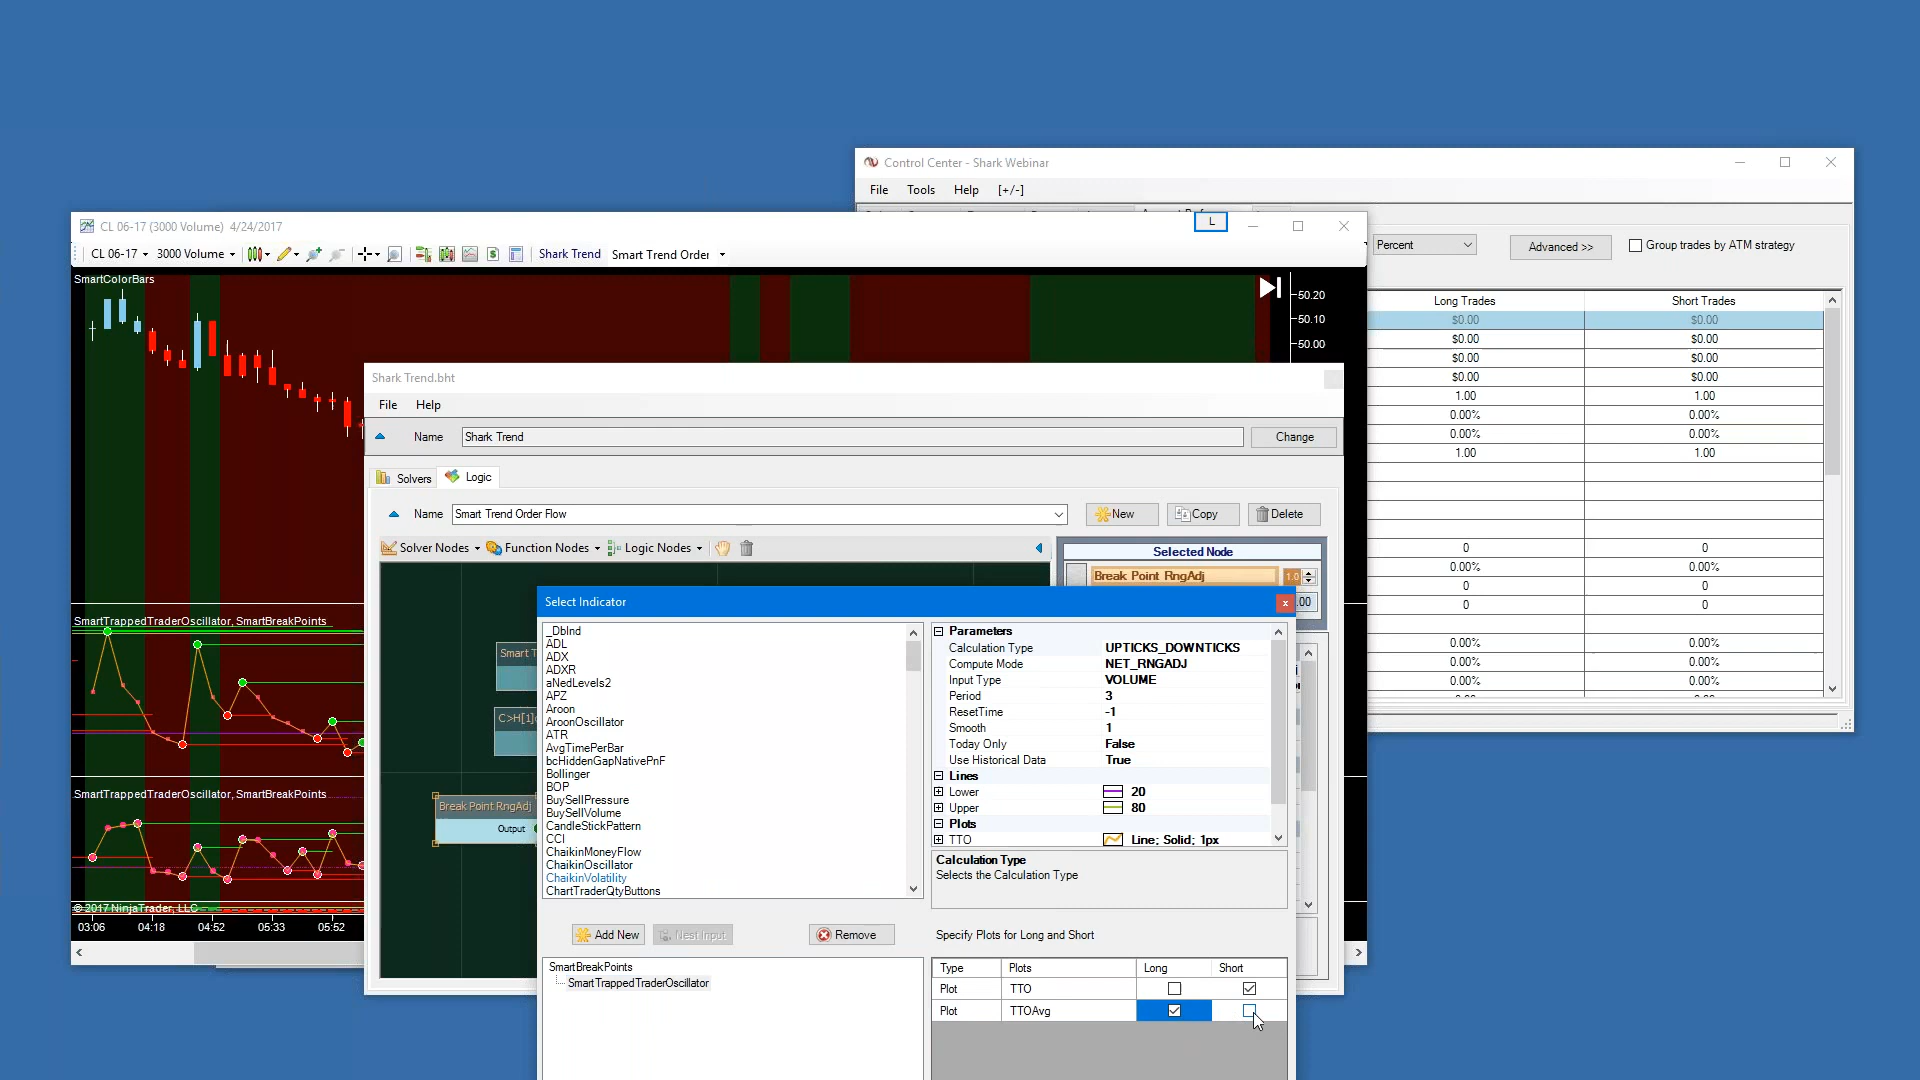 Control Center - Shark Webinar
File Tools Help [+/-]
CL 06-17 (3000 Volume) 4/24/2017
L
CL 06-17 3000 Volume Shark Trend Smart Trend Order
Percent
Advanced >>
Group trades by ATM strategy
SmartColorBars
50.20
50.10
50.00
Long Trades Short Trades
$0.00 $0.00
$0.00 $0.00
$0.00 $0.00
$0.00 $0.00
1.00 1.00
0.00% 0.00%
0.00% 0.00%
1.00 1.00
0 0
0.00% 0.00%
0 0
0 0
0.00% 0.00%
0.00% 0.00%
0.00% 0.00%
Shark Trend.bht
File Help
Name Shark Trend Change
Solvers Logic
Name Smart Trend Order Flow New Copy Delete
Solver Nodes Function Nodes Logic Nodes
Selected Node
Break Point RngAdj 1.0
.00
Smart T
C>H[1]
Break Point RngAdj
Output
SmartTrappedTraderOscillator, SmartBreakPoints
SmartTrappedTraderOscillator, SmartBreakPoints
© 2017 NinjaTrader, LLC
03:06 04:18 04:52 05:33 05:52
Select Indicator
x
_DbInd
ADL
ADX
ADXR
aNedLevels2
APZ
Aroon
AroonOscillator
ATR
AvgTimePerBar
bcHiddenGapNativePnF
Bollinger
BOP
BuySellPressure
BuySellVolume
CandleStickPattern
CCI
ChaikinMoneyFlow
ChaikinOscillator
ChaikinVolatility
ChartTraderQtyButtons
Parameters
Calculation Type UPTICKS_DOWNTICKS
Compute Mode NET_RNGADJ
Input Type VOLUME
Period 3
ResetTime -1
Smooth 1
Today Only False
Use Historical Data True
Lines
Lower 20
Upper 80
Plots
TTO Line; Solid; 1px
Calculation Type
Selects the Calculation Type
Add New Nest Input Remove
Specify Plots for Long and Short
SmartBreakPoints
SmartTrappedTraderOscillator
Type Plots Long Short
Plot TTO
Plot TTOAvg